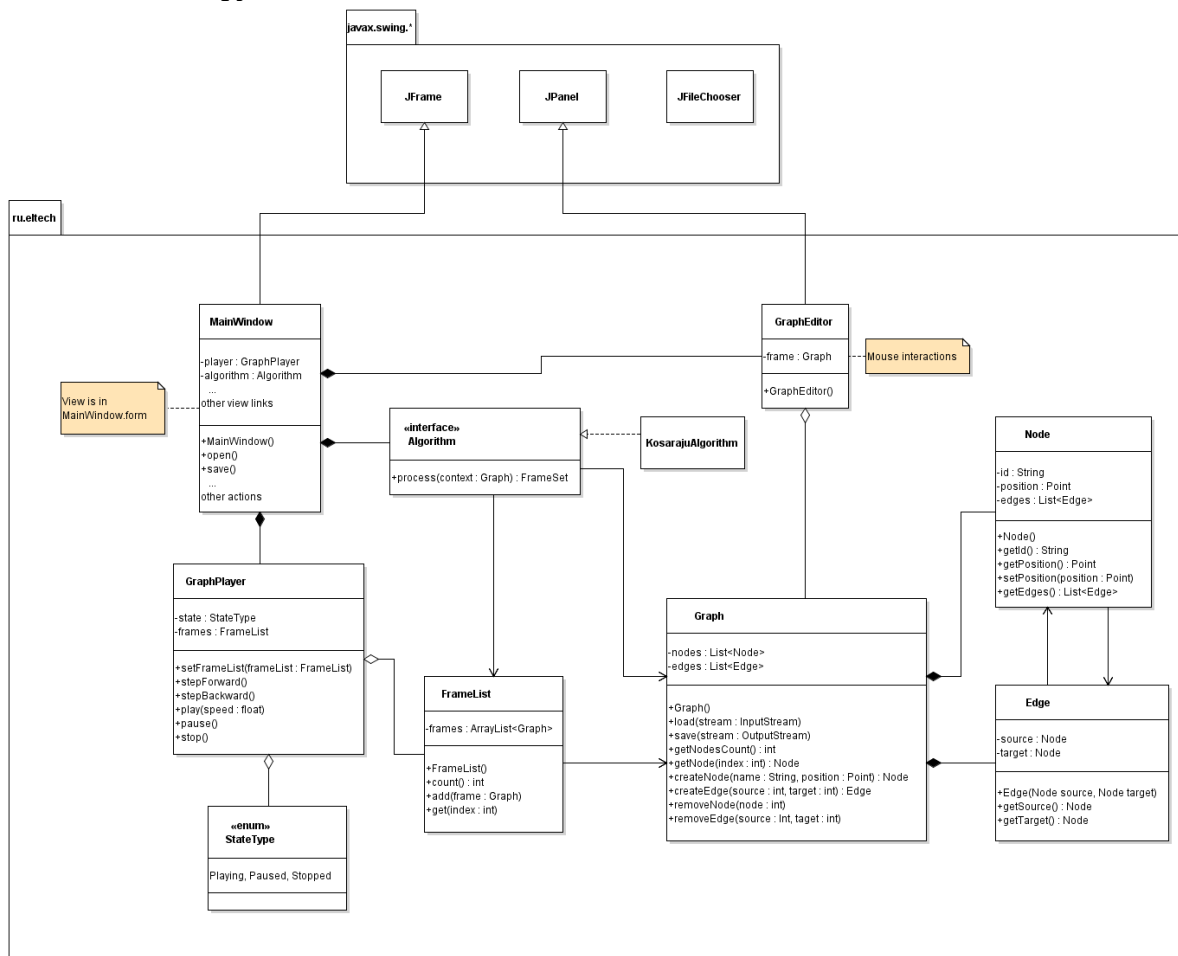 javax.swing.*
JFrame
JPanel
JFileChooser
ru.eltech
MainWindow
-player : GraphPlayer
-algorithm : Algorithm
...
other view links
+MainWindow()
+open()
+save()
...
other actions
View is in
MainWindow.form
GraphEditor
-frame : Graph
+GraphEditor()
Mouse interactions
«interface»
Algorithm
+process(context : Graph) : FrameSet
KosarajuAlgorithm
Node
-id : String
-position : Point
-edges : List<Edge>
+Node()
+getId() : String
+getPosition() : Point
+setPosition(position : Point)
+getEdges() : List<Edge>
GraphPlayer
-state : StateType
-frames : FrameList
+setFrameList(frameList : FrameList)
+stepForward()
+stepBackward()
+play(speed : float)
+pause()
+stop()
Graph
-nodes : List<Node>
-edges : List<Edge>
+Graph()
+load(stream : InputStream)
+save(stream : OutputStream)
+getNodesCount() : int
+getNode(index : int) : Node
+createNode(name : String, position : Point) : Node
+createEdge(source : int, target : int) : Edge
+removeNode(node : int)
+removeEdge(source : Int, taget : int)
FrameList
-frames : ArrayList<Graph>
+FrameList()
+count() : int
+add(frame : Graph)
+get(index : int)
Edge
-source : Node
-target : Node
+Edge(Node source, Node target)
+getSource() : Node
+getTarget() : Node
«enum»
StateType
Playing, Paused, Stopped